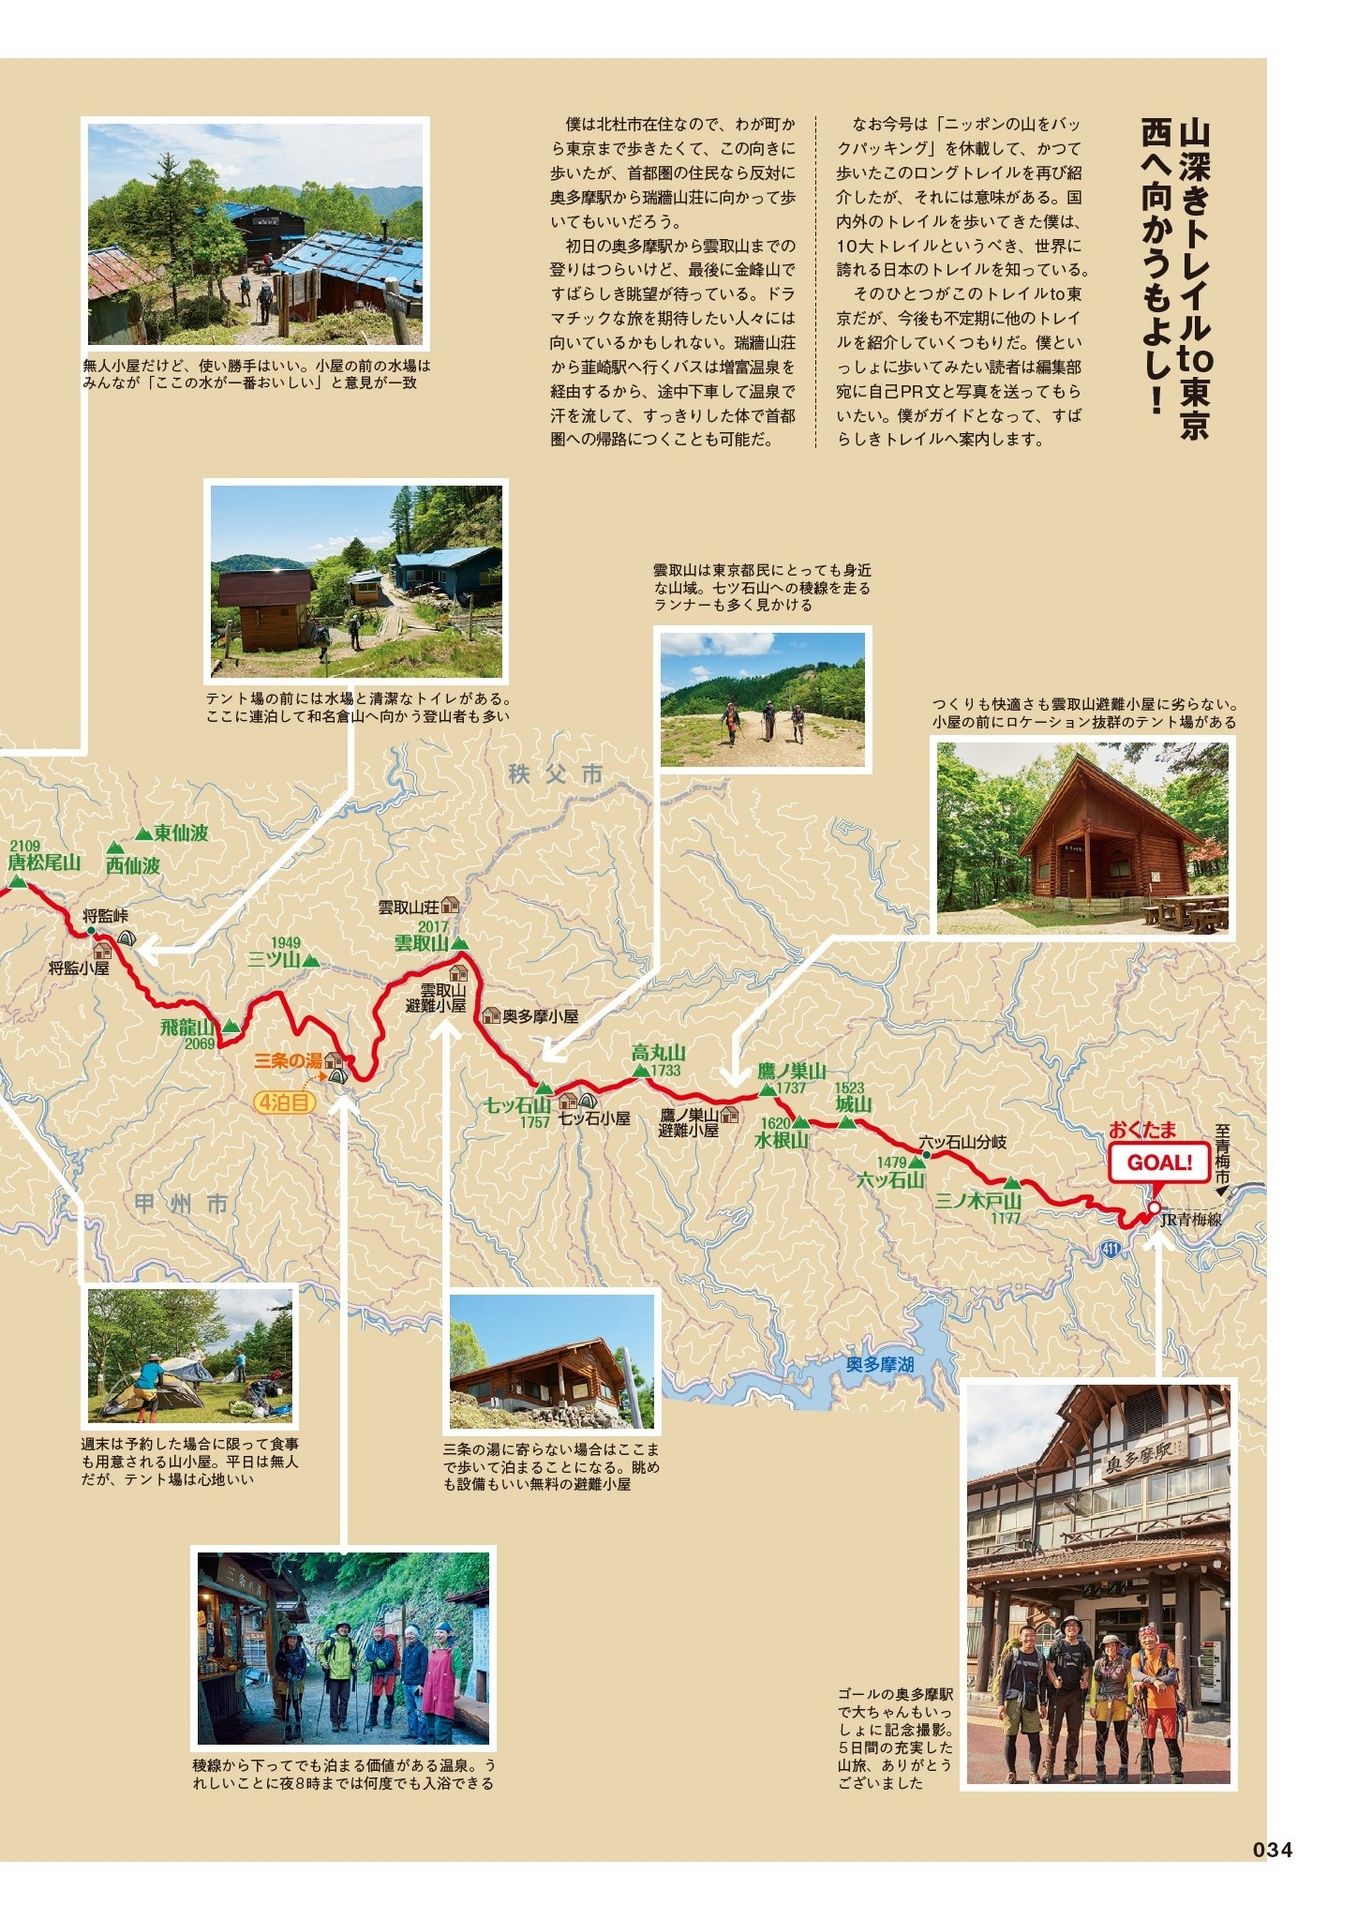 山深きトレイルto東京
西へ向かうもよし！
僕は北杜市在住なので、わが町か
ら東京まで歩きたくて、この向きに
歩いたが、首都圏の住民なら反対に
奥多摩駅から瑞牆山荘に向かって歩
いてもいいだろう。
初日の奥多摩駅から雲取山までの
登りはつらいけど、最後に金峰山で
すばらしき眺望が待っている。ドラ
マチックな旅を期待したい人々には
向いているかもしれない。瑞牆山荘
から韮崎駅へ行くバスは増富温泉を
経由するから、途中下車して温泉で
汗を流して、すっきりした体で首都
圏への帰路につくことも可能だ。
なお今号は「ニッポンの山をバッ
クパッキング」を休載して、かつて
歩いたこのロングトレイルを再び紹
介したが、それには意味がある。国
内外のトレイルを歩いてきた僕は、
10大トレイルというべき、世界に
誇れる日本のトレイルを知っている。
そのひとつがこのトレイルto東
京だが、今後も不定期に他のトレイ
ルを紹介していくつもりだ。僕とい
っしょに歩いてみたい読者は編集部
宛に自己PR文と写真を送ってもら
いたい。僕がガイドとなって、すば
らしきトレイルへ案内します。
無人小屋だけど、使い勝手はいい。小屋の前の水場は
みんなが「ここの水が一番おいしい」と意見が一致
テント場の前には水場と清潔なトイレがある。
ここに連泊して和名倉山へ向かう登山者も多い
雲取山は東京都民にとっても身近
な山域。七ツ石山への稜線を走る
ランナーも多く見かける
つくりも快適さも雲取山避難小屋に劣らない。
小屋の前にロケーション抜群のテント場がある
秩父市
東仙波
西仙波
2109
唐松尾山
将監峠
将監小屋
1949
三ツ山
雲取山荘
2017
雲取山
雲取山
避難小屋
奥多摩小屋
飛龍山
2069
三条の湯
4泊目
七ッ石山
1757
七ッ石小屋
高丸山
1733
鷹ノ巣山
避難小屋
鷹ノ巣山
1737
1620
水根山
1523
城山
六ッ石山分岐
1479
六ッ石山
三ノ木戸山
1177
おくたま
GOAL!
至青梅市
JR青梅線
411
甲州市
奥多摩湖
週末は予約した場合に限って食事
も用意される山小屋。平日は無人
だが、テント場は心地いい
三条の湯に寄らない場合はここま
で歩いて泊まることになる。眺め
も設備もいい無料の避難小屋
三条の湯
稜線から下ってでも泊まる価値がある温泉。う
れしいことに夜8時までは何度でも入浴できる
奥多摩駅
ゴールの奥多摩駅
で大ちゃんもいっ
しょに記念撮影。
5日間の充実した
山旅、ありがとう
ございました
034